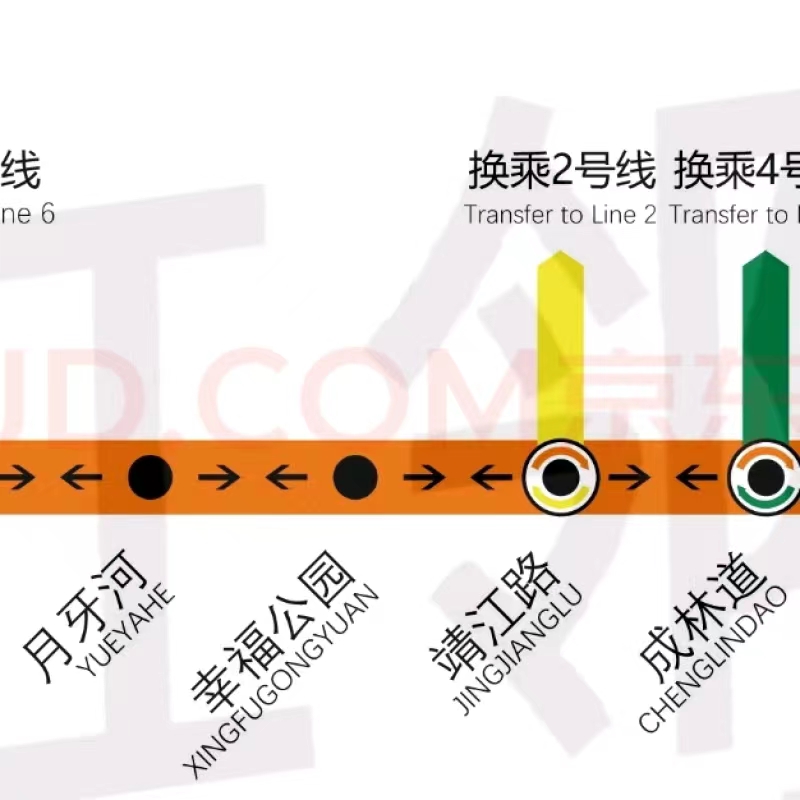 线
ne 6
换乘2号线
Transfer to Line 2
换乘4号
Transfer to L
JD.COM京东
月牙河
YUEYAHE
幸福公园
XINGFUGONGYUAN
靖江路
JINGJIANGLU
成林道
CHENGLINDAO